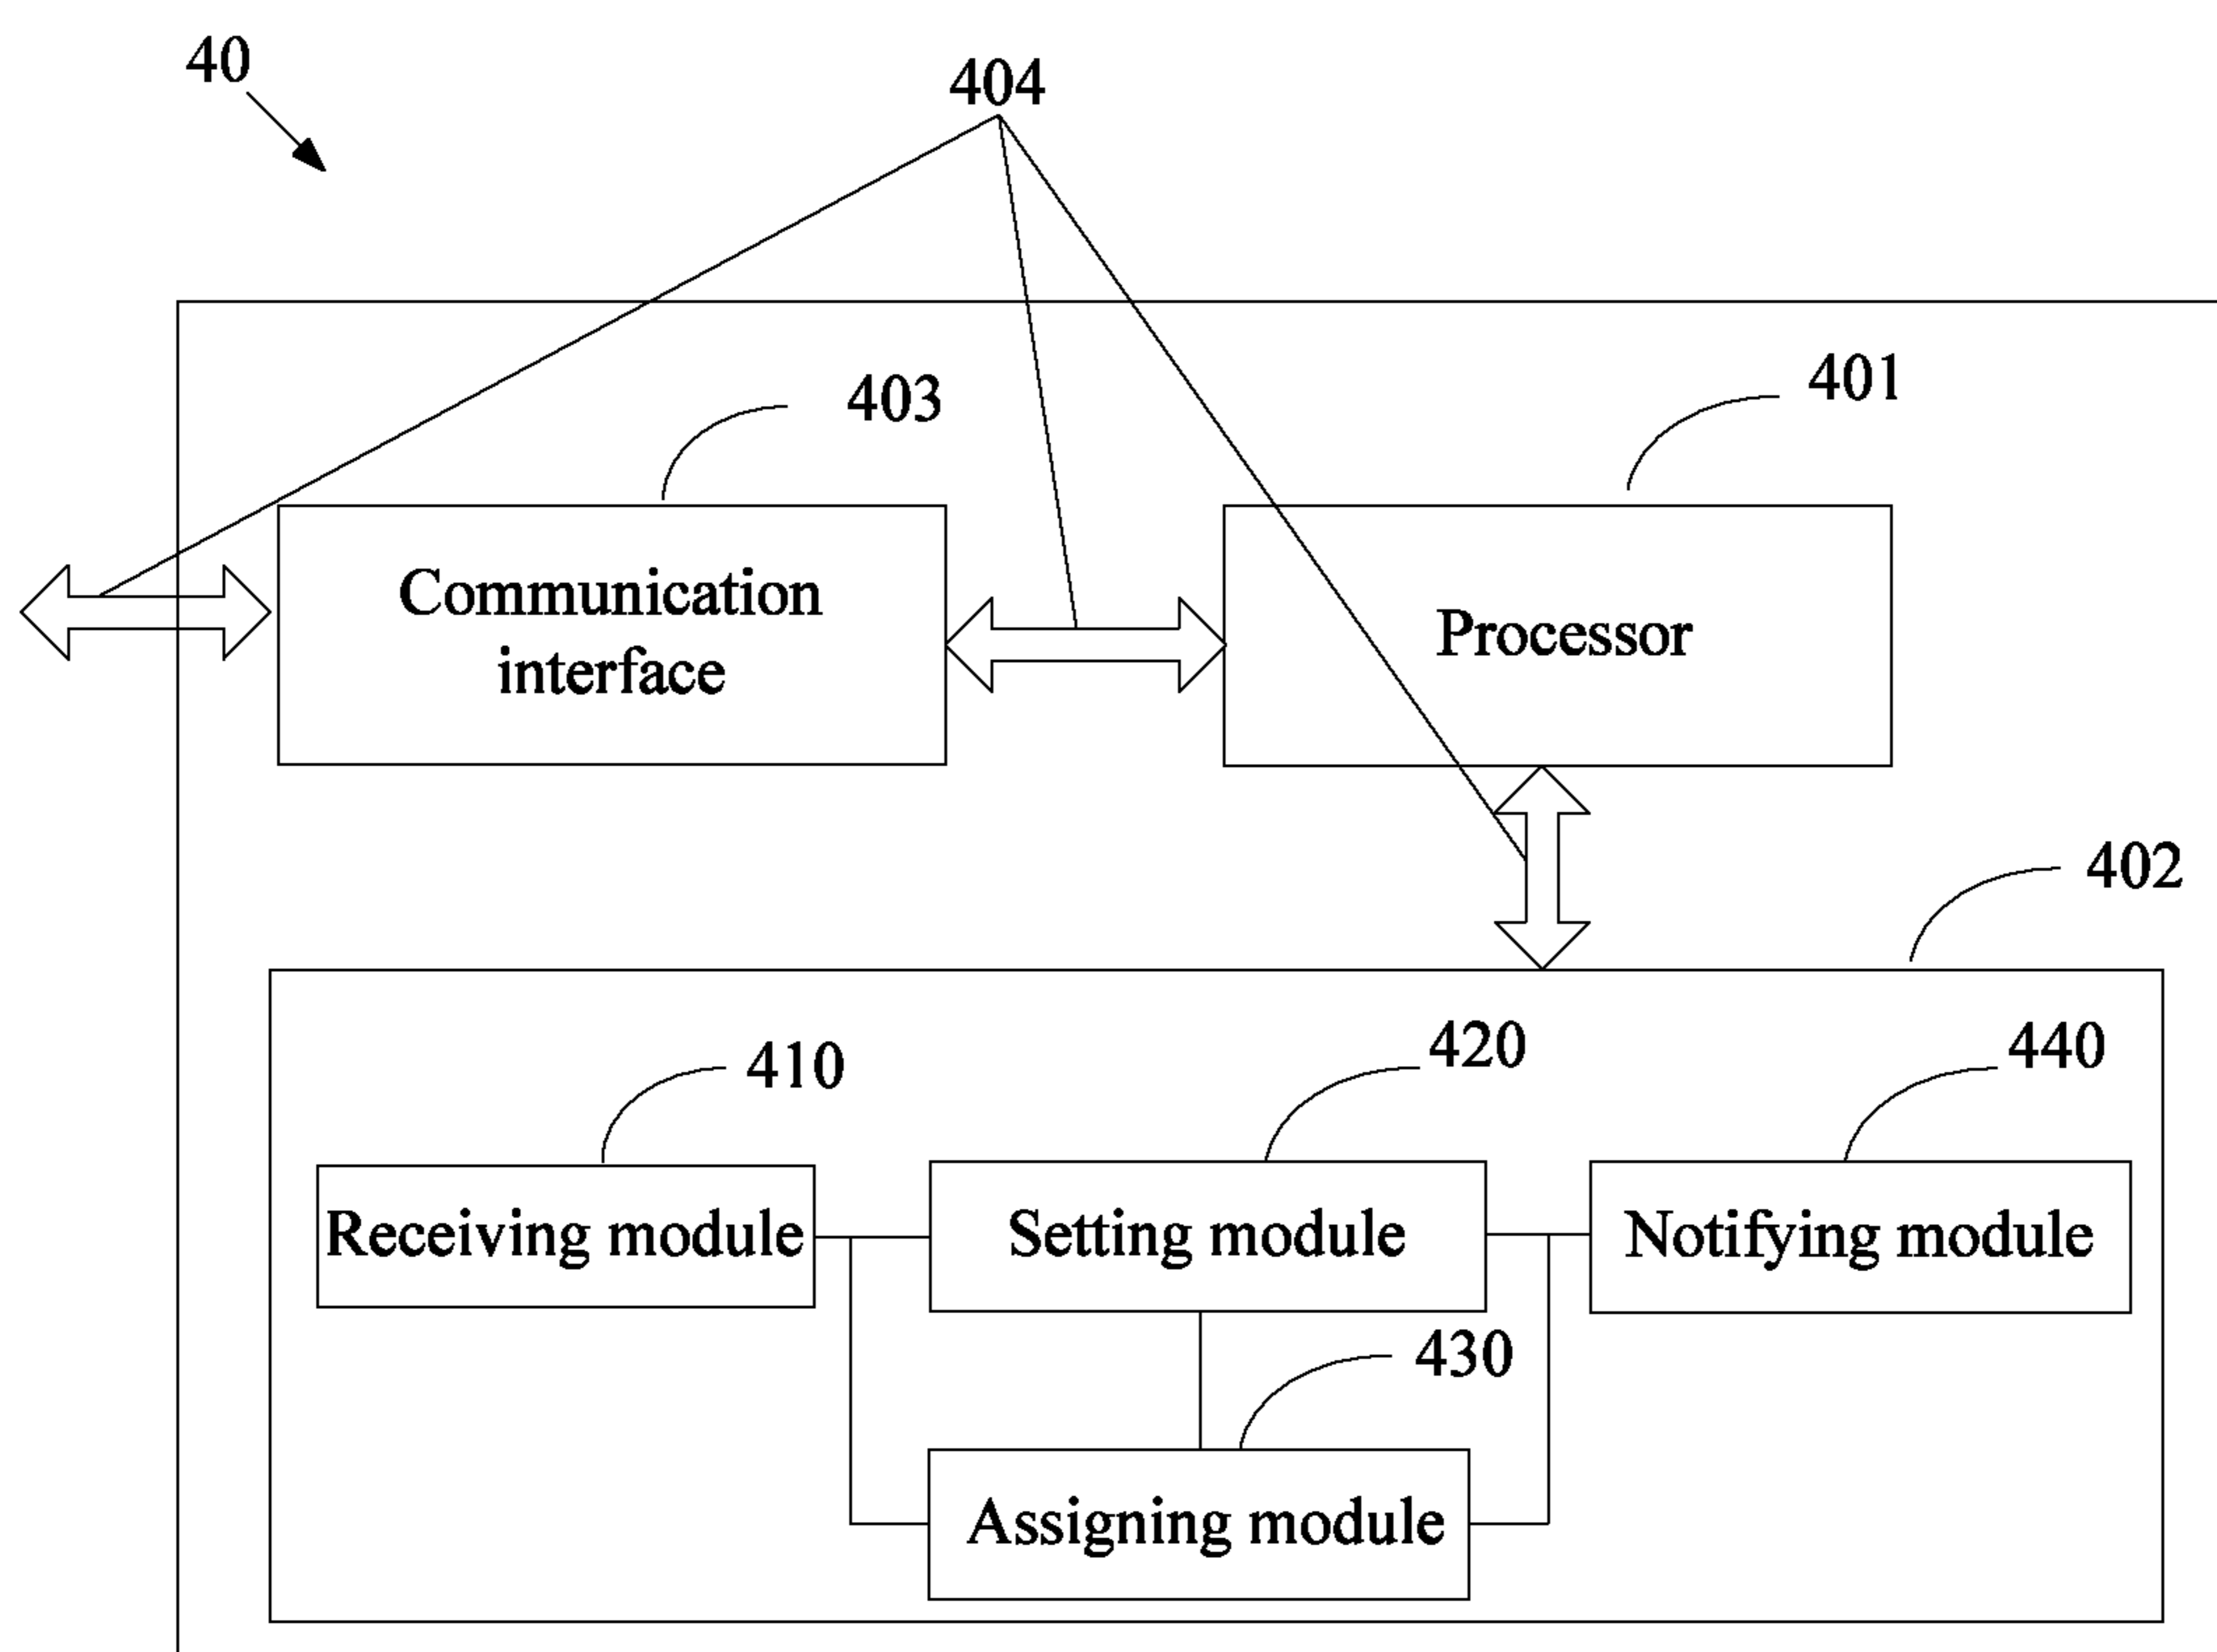 40
404
403
401
Communication
interface
Processor
402
410
420
440
Receiving module
Setting module
Notifying module
430
Assigning module